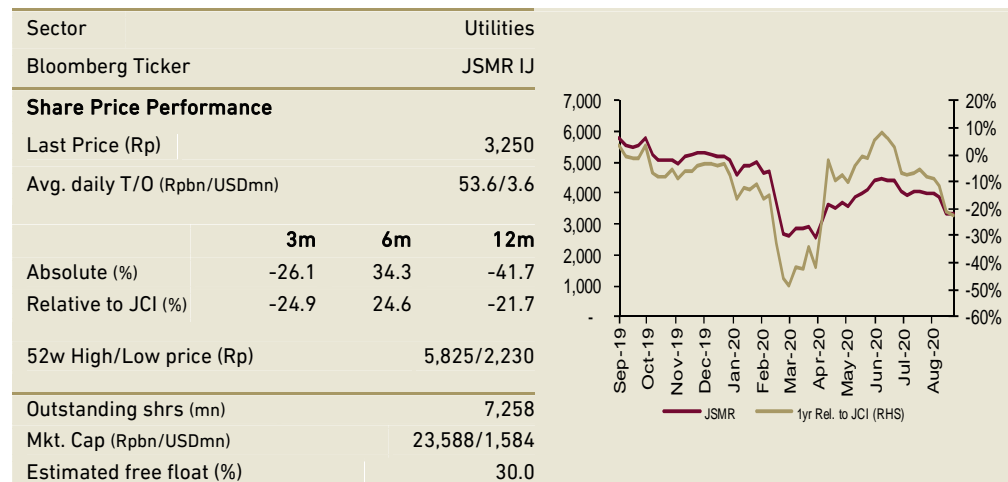 Sector Utilities
Bloomberg Ticker JSMR IJ
Share Price Performance
Last Price (Rp) 3,250
Avg. daily T/O (Rpbn/USDmn) 53.6/3.6
3m 6m 12m
Absolute (%) -26.1 34.3 -41.7
Relative to JCI (%) -24.9 24.6 -21.7
52w High/Low price (Rp) 5,825/2,230
Outstanding shrs (mn) 7,258
Mkt. Cap (Rpbn/USDmn) 23,588/1,584
Estimated free float (%) 30.0
7,000
6,000
5,000
4,000
3,000
2,000
1,000
-
20%
10%
0%
-10%
-20%
-30%
-40%
-50%
-60%
Sep-19
Oct-19
Nov-19
Dec-19
Jan-20
Feb-20
Mar-20
Apr-20
May-20
Jun-20
Jul-20
Aug-20
JSMR
1yr Rel. to JCI (RHS)